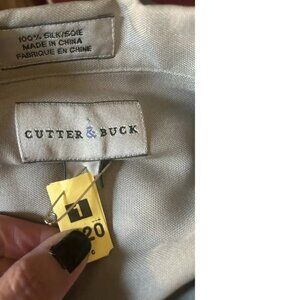 100% SILK/SOIE
MADE IN CHINA
FABRIQUE EN CHINE
CUTTER & BUCK
1
20